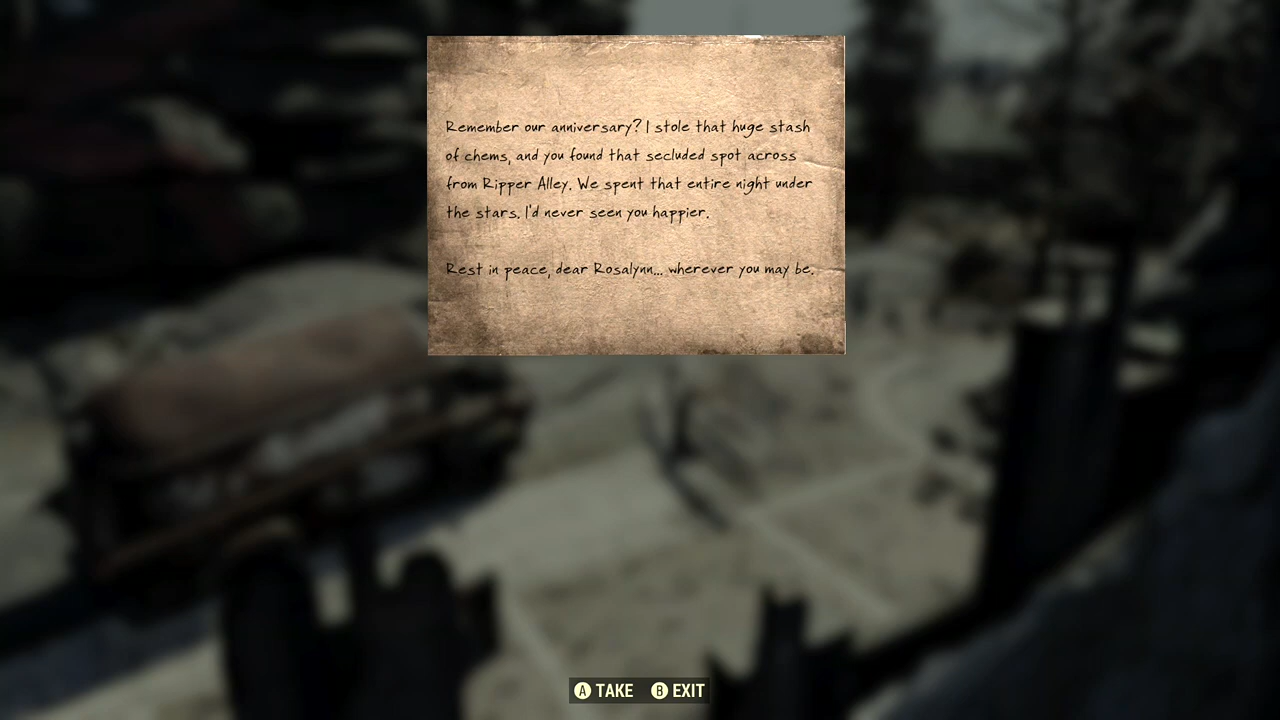 Remember our anniversary? I stole that huge stash
of chems, and you found that secluded spot across
from Ripper Alley. We spent that entire night under
the stars. I'd never seen you happier.
Rest in peace, dear Rosalynn... wherever you may be.
A TAKE B EXIT